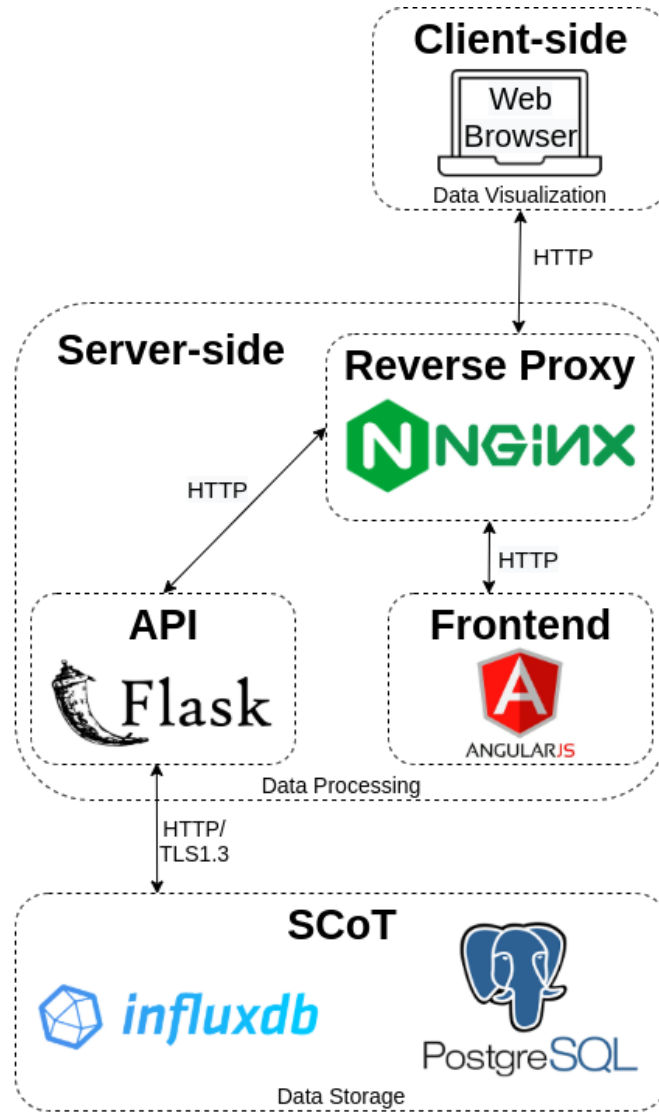 Client-side
Web
Browser
Data Visualization
HTTP
Server-side
Reverse Proxy
N NGiNX
HTTP
HTTP
API
Flask
Frontend
A
ANGULARJS
Data Processing
HTTP/
TLS1.3
SCoT
influxdb
PostgreSQL
Data Storage